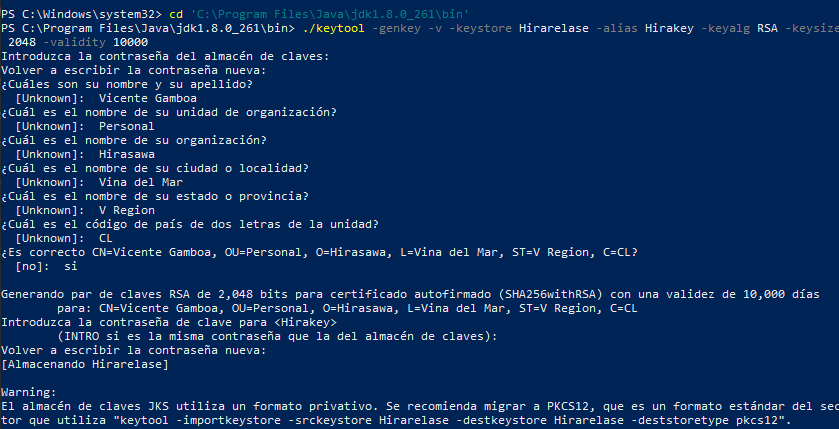 PS C:\Windows\system32> cd 'C:\Program Files\Java\jdk1.8.0_261\bin'
PS C:\Program Files\Java\jdk1.8.0_261\bin> ./keytool -genkey -v -keystore Hirarelase -alias Hirakey -keyalg RSA -keysize
 2048 -validity 10000
Introduzca la contraseña del almacén de claves:
Volver a escribir la contraseña nueva:
¿Cuáles son su nombre y su apellido?
  [Unknown]:  Vicente Gamboa
¿Cuál es el nombre de su unidad de organización?
  [Unknown]:  Personal
¿Cuál es el nombre de su organización?
  [Unknown]:  Hirasawa
¿Cuál es el nombre de su ciudad o localidad?
  [Unknown]:  Vina del Mar
¿Cuál es el nombre de su estado o provincia?
  [Unknown]:  V Region
¿Cuál es el código de país de dos letras de la unidad?
  [Unknown]:  CL
¿Es correcto CN=Vicente Gamboa, OU=Personal, O=Hirasawa, L=Vina del Mar, ST=V Region, C=CL?
  [no]:  si

Generando par de claves RSA de 2,048 bits para certificado autofirmado (SHA256withRSA) con una validez de 10,000 días
        para: CN=Vicente Gamboa, OU=Personal, O=Hirasawa, L=Vina del Mar, ST=V Region, C=CL
Introduzca la contraseña de clave para <Hirakey>
        (INTRO si es la misma contraseña que la del almacén de claves):
Volver a escribir la contraseña nueva:
[Almacenando Hirarelase]

Warning:
El almacén de claves JKS utiliza un formato privativo. Se recomienda migrar a PKCS12, que es un formato estándar del sec
tor que utiliza "keytool -importkeystore -srckeystore Hirarelase -destkeystore Hirarelase -deststoretype pkcs12".